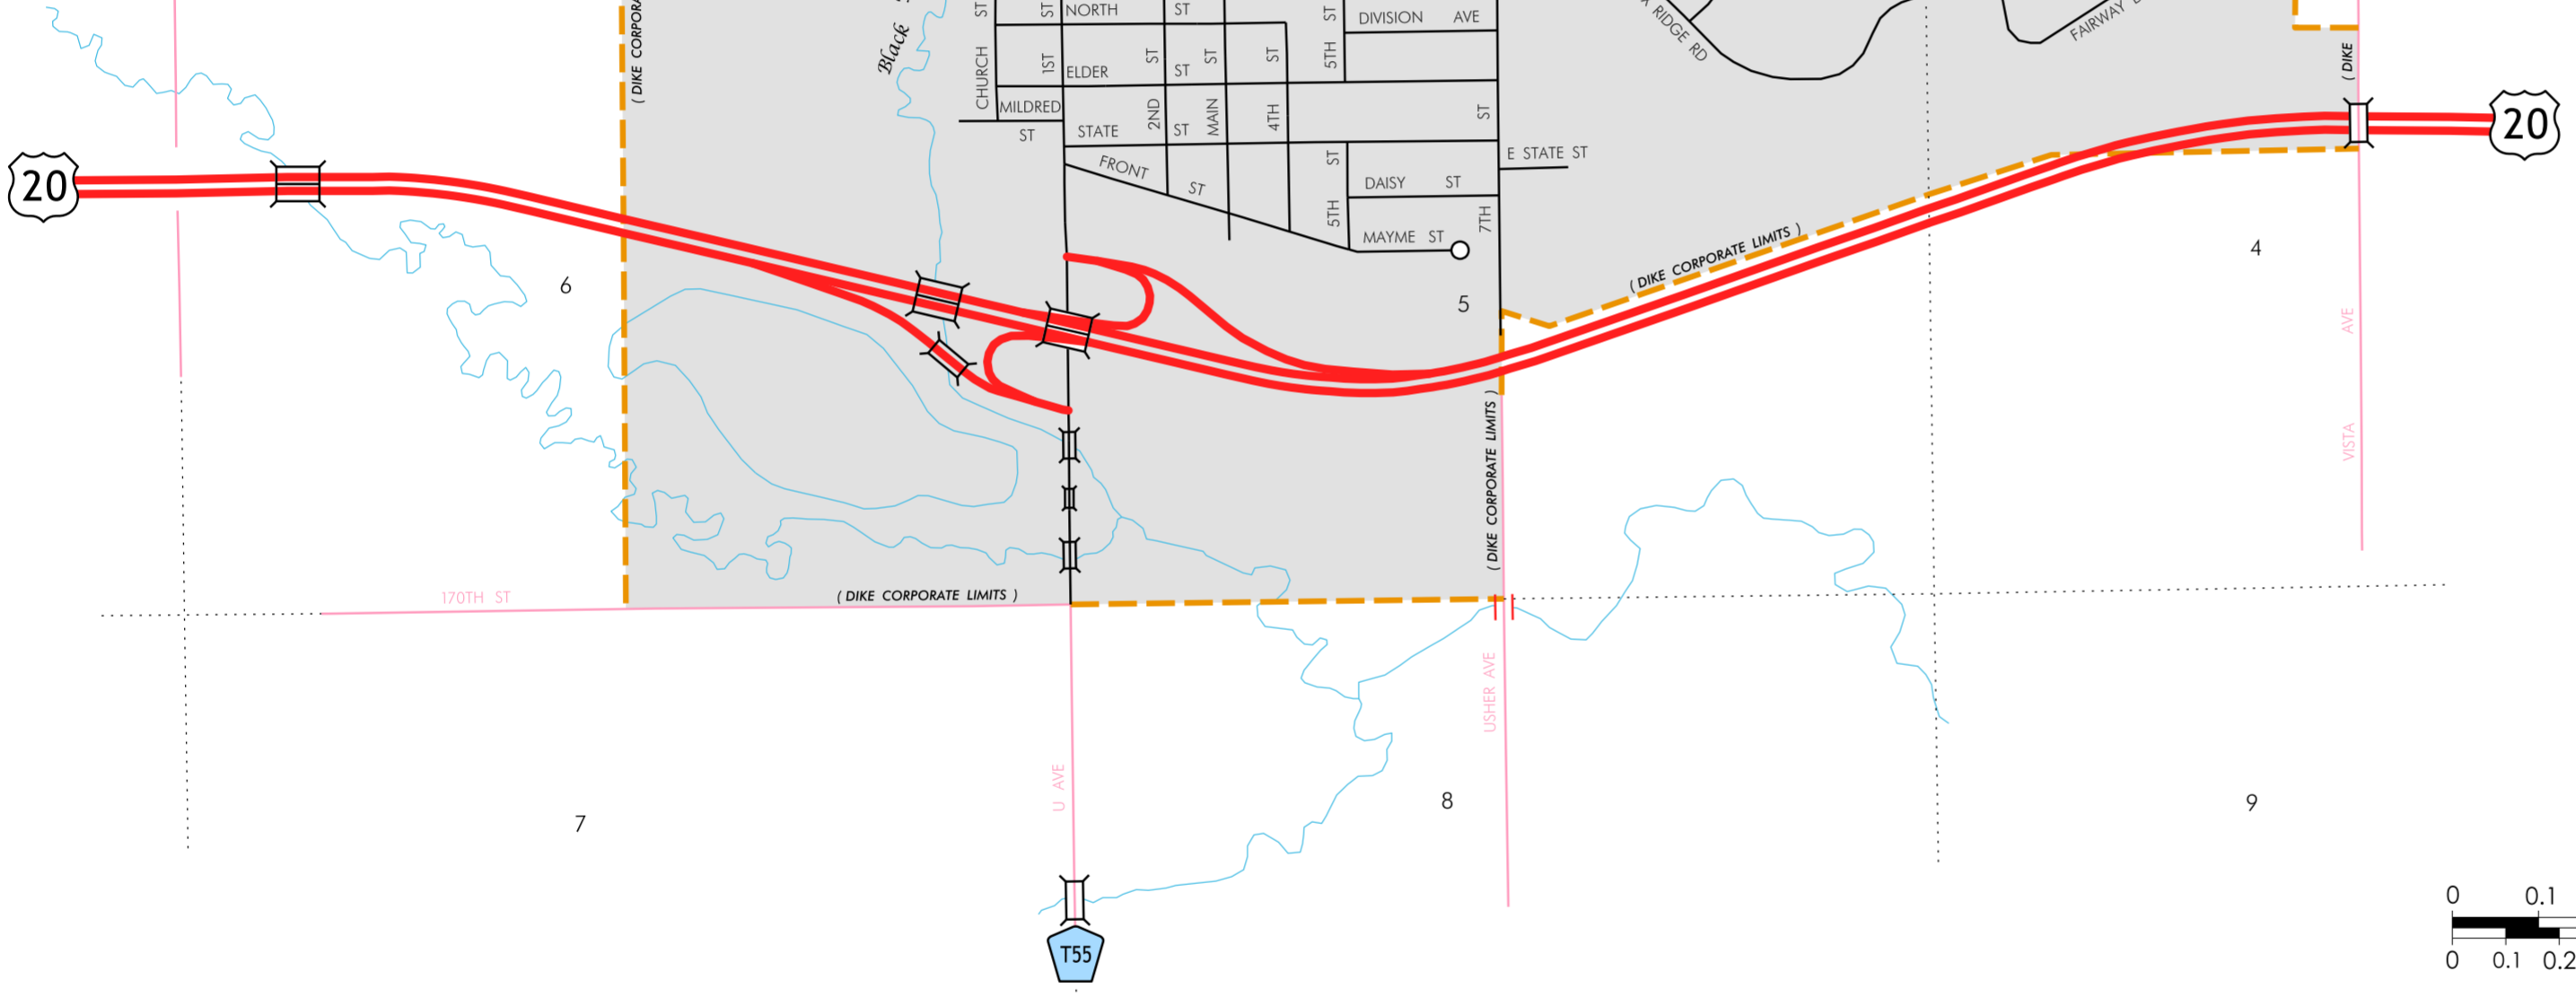 ST
ST
NORTH
ST
ST
DIVISION AVE
RIDGE RD
FAIRWAY
( DIKE CORPORA
Black
CHURCH
1ST
ELDER
ST
ST
ST
ST
5TH
( DIKE
MILDRED
ST
STATE
2ND
ST
MAIN
4TH
ST
20
20
FRONT
ST
ST
5TH
E STATE ST
DAISY ST
7TH
MAYME ST
( DIKE CORPORATE LIMITS )
6
5
4
AVE
VISTA
( DIKE CORPORATE LIMITS )
170TH ST
( DIKE CORPORATE LIMITS )
USHER AVE
U AVE
7
8
9
T55
0 0.1
0 0.1 0.2